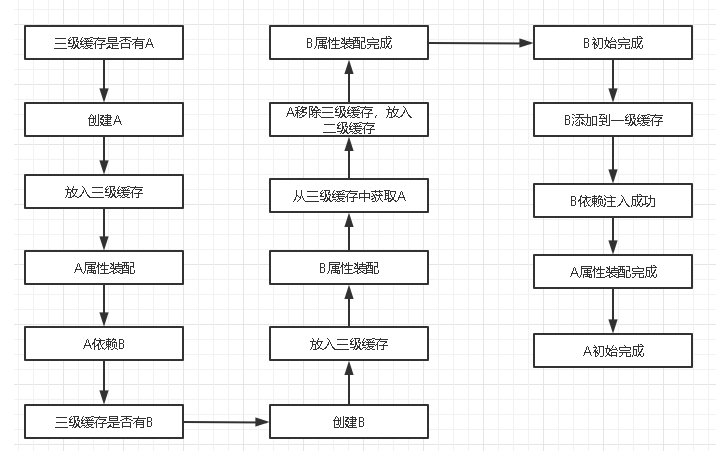 三级缓存是否有A
创建A
放入三级缓存
A属性装配
A依赖B
三级缓存是否有B
创建B
放入三级缓存
B属性装配
从三级缓存中获取A
A移除三级缓存，放入
二级缓存
B属性装配完成
B初始完成
B添加到一级缓存
B依赖注入成功
A属性装配完成
A初始完成